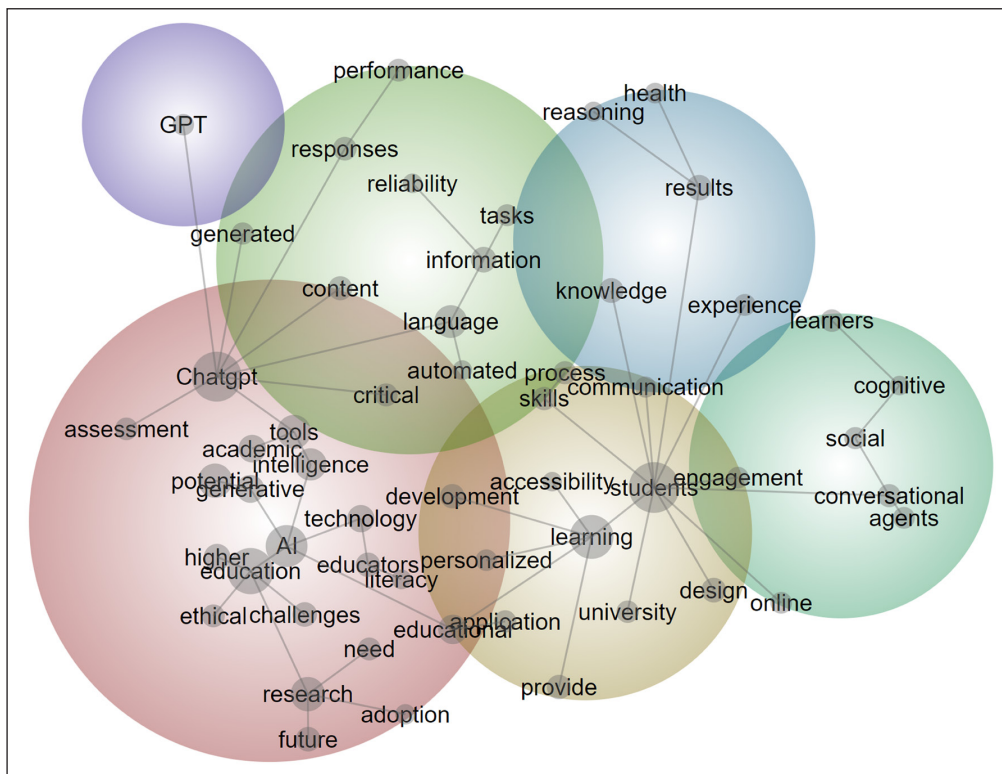 performance
health
reasoning
GPT
responses
reliability
results
tasks
generated
information
content
knowledge
experience
language
learners
Chatgpt
automated
process
communication
cognitive
critical
skills
assessment
tools
social
academic
intelligence
potential
generative
accessibility
students
engagement
development
conversational
technology
agents
learning
AI
higher
education
educators
personalized
literacy
design
online
ethical
challenges
educational
application
university
need
research
provide
adoption
future